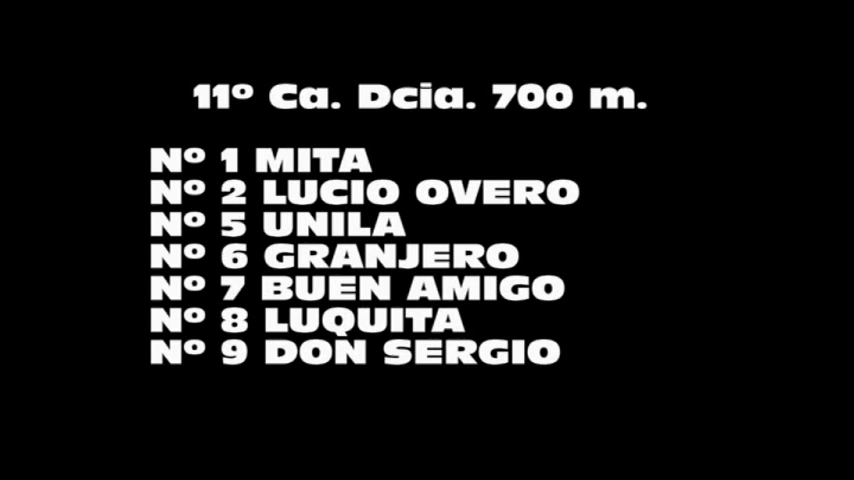 11º Ca. Dcia. 700 m.
Nº 1 MITA
Nº 2 LUCIO OVERO
Nº 5 UNILA
Nº 6 GRANJERO
Nº 7 BUEN AMIGO
Nº 8 LUQUITA
Nº 9 DON SERGIO